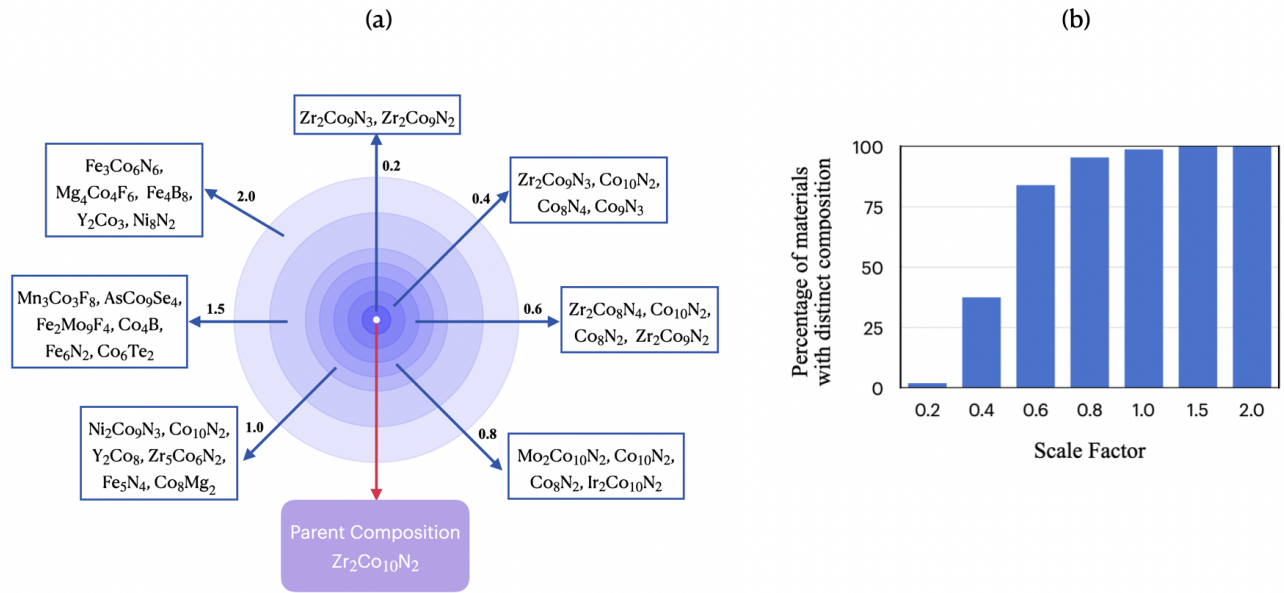 (a)
Zr₂Co₉N₃, Zr₂Co₉N₂
0.2
Fe₃Co₆N₆,
Mg₄Co₄F₆, Fe₄B₈,
Y₂Co₃, Ni₈N₂
2.0
Zr₂Co₉N₃, Co₁₀N₂,
Co₈N₄, Co₉N₃
0.4
Mn₃Co₃F₈, AsCo₉Se₄,
Fe₂Mo₉F₄, Co₄B,
Fe₆N₂, Co₆Te₂
1.5
Zr₂Co₈N₄, Co₁₀N₂,
Co₈N₂, Zr₂Co₉N₂
0.6
Ni₂Co₉N₃, Co₁₀N₂,
Y₂Co₈, Zr₅Co₆N₂,
Fe₅N₄, Co₈Mg₂
1.0
Mo₂Co₁₀N₂, Co₁₀N₂,
Co₈N₂, Ir₂Co₁₀N₂
0.8
Parent Composition
Zr₂Co₁₀N₂
(b)
Percentage of materials
with distinct composition
100
75
50
25
0
0.2 0.4 0.6 0.8 1.0 1.5 2.0
Scale Factor